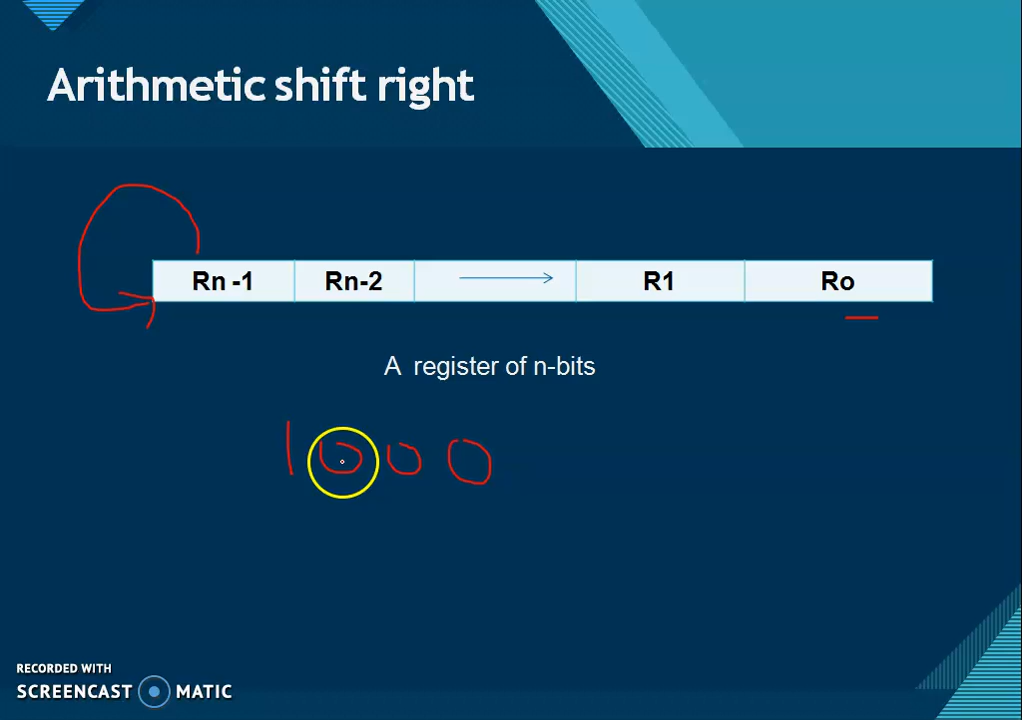 Arithmetic shift right
Rn -1 Rn-2 R1 Ro
A register of n-bits
1 0 0 0
RECORDED WITH
SCREENCAST MATIC